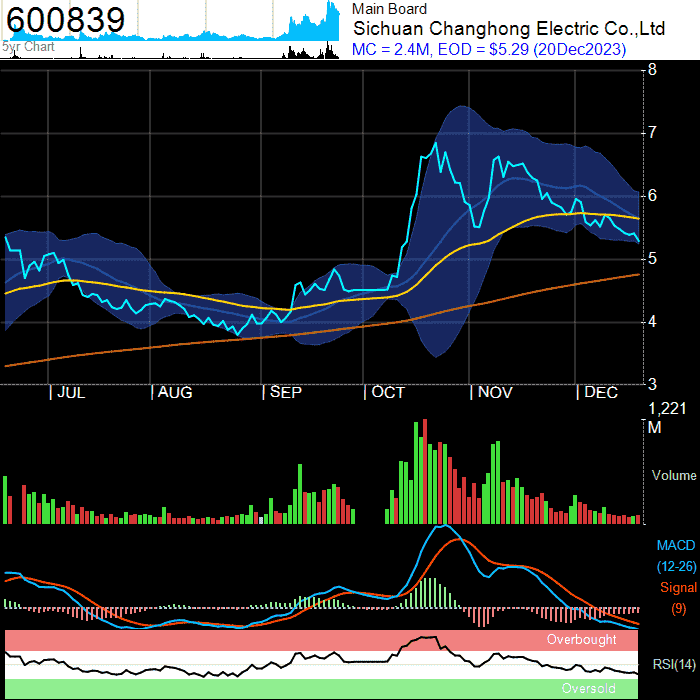 600839
5yr Chart
Main Board
Sichuan Changhong Electric Co.,Ltd
MC = 2.4M, EOD = $5.29 (20Dec2023)
8
7
6
5
4
3
| JUL | AUG | SEP | OCT | NOV | DEC
1,221
M
Volume
MACD
(12-26)
Signal
(9)
Overbought
RSI(14)
Oversold